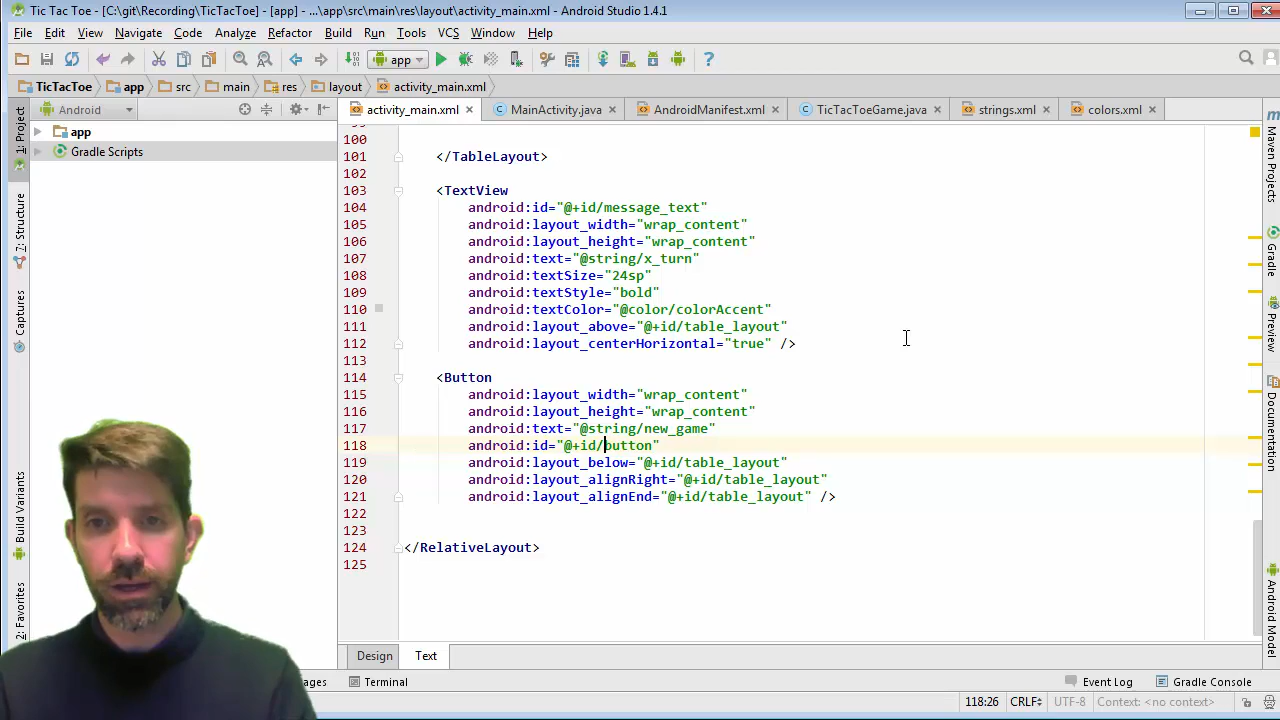 Tic Tac Toe - [C:\git\Recording\TicTacToe] - [app] - ...\app\src\main\res\layout\activity_main.xml - Android Studio 1.4.1
File Edit View Navigate Code Analyze Refactor Build Run Tools VCS Window Help
app
TicTacToe app src main res layout activity_main.xml
Android
activity_main.xml MainActivity.java AndroidManifest.xml TicTacToeGame.java strings.xml colors.xml
app
Gradle Scripts
1: Project
7: Structure
Captures
Build Variants
2: Favorites
100
101 </TableLayout>
102
103 <TextView
104 android:id="@+id/message_text"
105 android:layout_width="wrap_content"
106 android:layout_height="wrap_content"
107 android:text="@string/x_turn"
108 android:textSize="24sp"
109 android:textStyle="bold"
110 android:textColor="@color/colorAccent"
111 android:layout_above="@+id/table_layout"
112 android:layout_centerHorizontal="true" />
113
114 <Button
115 android:layout_width="wrap_content"
116 android:layout_height="wrap_content"
117 android:text="@string/new_game"
118 android:id="@+id/button"
119 android:layout_below="@+id/table_layout"
120 android:layout_alignRight="@+id/table_layout"
121 android:layout_alignEnd="@+id/table_layout" />
122
123
124 </RelativeLayout>
125
Maven Projects
Gradle
Preview
Documentation
Android Model
Design Text
ages Terminal Event Log Gradle Console
118:26 CRLF UTF-8 Context: <no context>